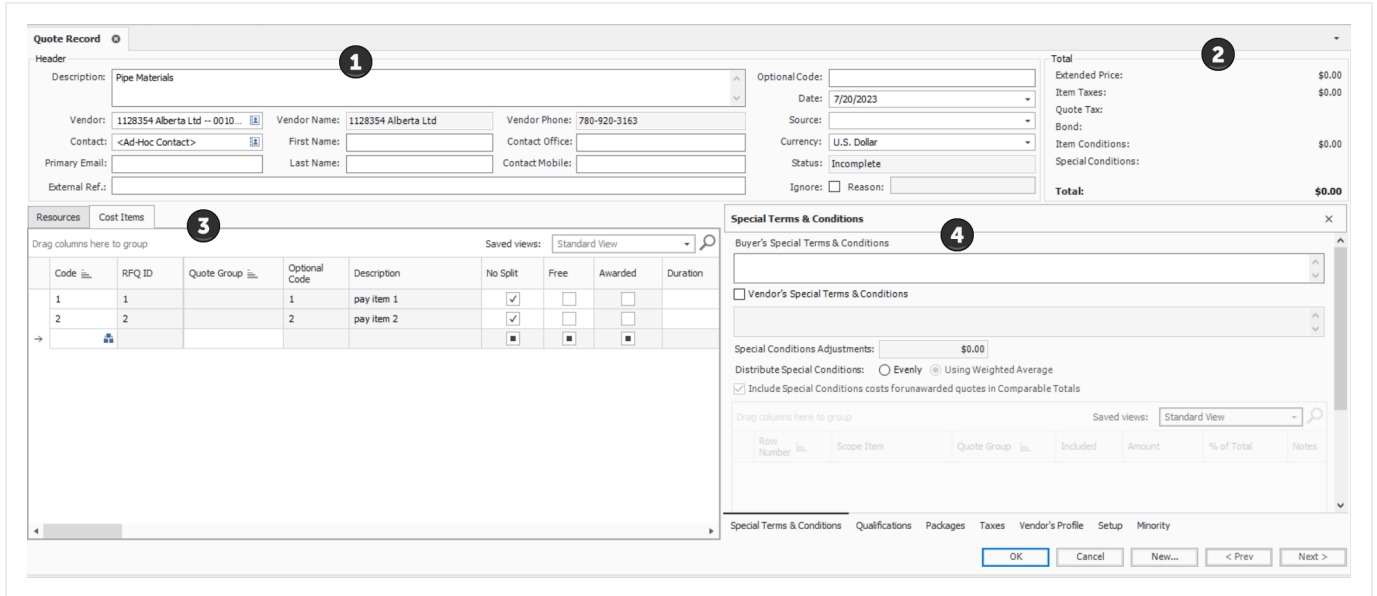 Quote Record
Header
1
Description: Pipe Materials
Optional Code:
Date: 7/20/2023
Vendor: 1128354 Alberta Ltd -- 0010... Vendor Name: 1128354 Alberta Ltd Vendor Phone: 780-920-3163 Source:
Contact: <Ad-Hoc Contact> First Name: Contact Office: Currency: U.S. Dollar
Primary Email: Last Name: Contact Mobile: Status: Incomplete
External Ref.: Ignore: Reason:
Total
2
Extended Price: $0.00
Item Taxes: $0.00
Quote Tax:
Bond:
Item Conditions: $0.00
Special Conditions:
Total: $0.00
Resources Cost Items
3
Drag columns here to group Saved views: Standard View
Code RFQ ID Quote Group Optional Code Description No Split Free Awarded Duration
1 1 1 pay item 1
2 2 2 pay item 2
Special Terms & Conditions
4
Buyer's Special Terms & Conditions
Vendor's Special Terms & Conditions
Special Conditions Adjustments: $0.00
Distribute Special Conditions: Evenly Using Weighted Average
Include Special Conditions costs forunawarded quotes in Comparable Totals
Drag columns here to group Saved views: Standard View
Row Number Scope Item Quote Group Included Amount % of Total Notes
Special Terms & Conditions Qualifications Packages Taxes Vendor's Profile Setup Minority
OK Cancel New... < Prev Next >